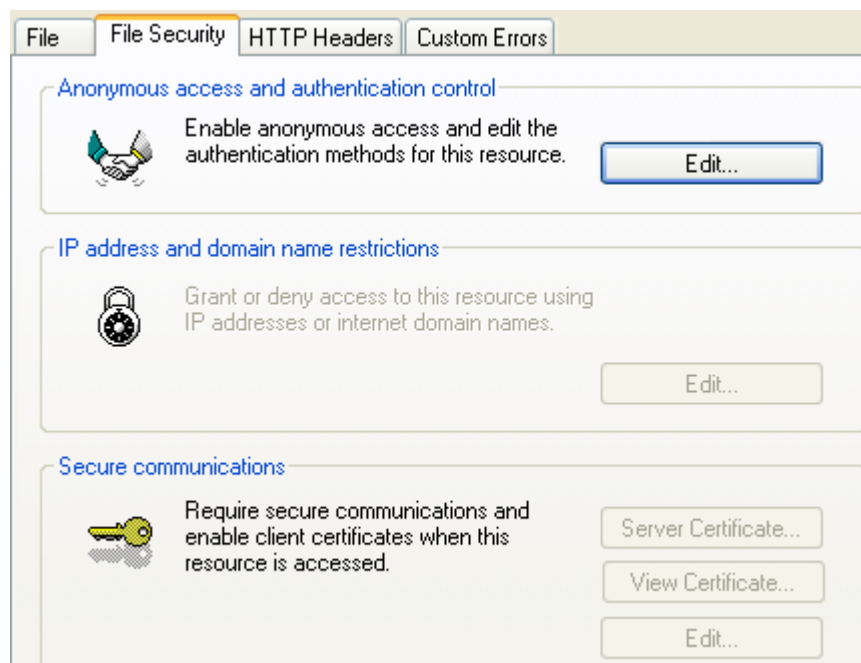 File File Security HTTP Headers Custom Errors
Anonymous access and authentication control
Enable anonymous access and edit the
authentication methods for this resource.
Edit...
IP address and domain name restrictions
Grant or deny access to this resource using
IP addresses or internet domain names.
Edit...
Secure communications
Require secure communications and
enable client certificates when this
resource is accessed.
Server Certificate...
View Certificate...
Edit...